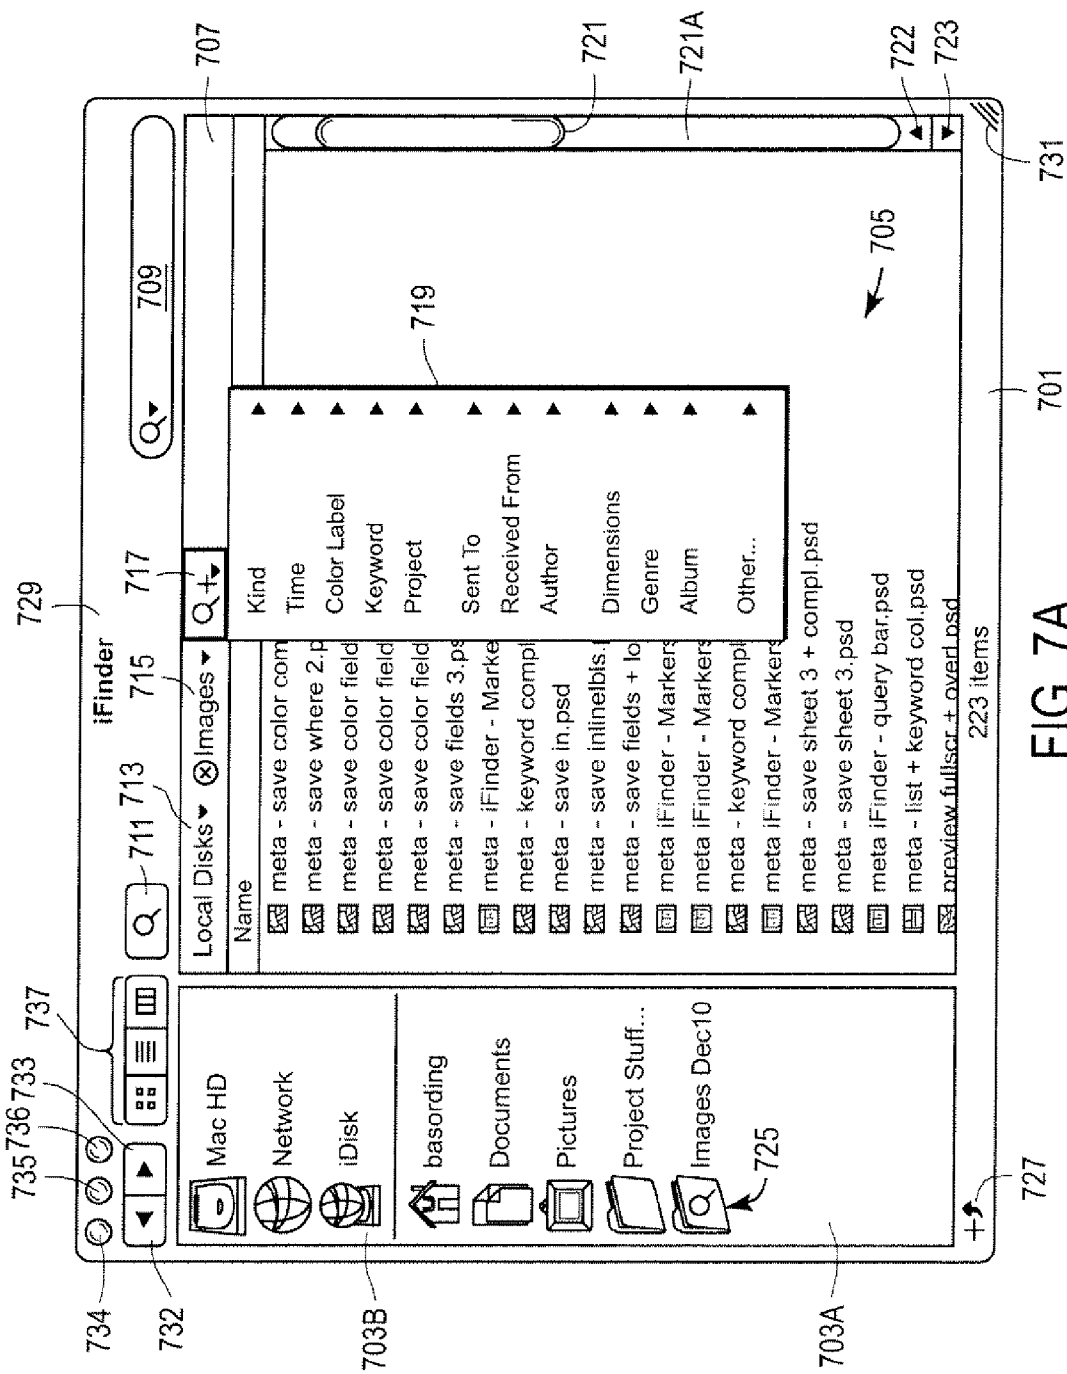 729
iFinder
734
735
736
733
732
737
711
713
715
717
709
707
Local Disks
Images
Name
Mac HD
Network
iDisk
basording
Documents
Pictures
Project Stuff...
Images Dec10
725
703B
703A
727
meta - save color com
meta - save where 2.p
meta - save color field
meta - save color field
meta - save color field
meta - save fields 3.ps
meta - iFinder - Marke
meta - keyword compl
meta - save in.psd
meta - save inlinelbls.
meta - save fields + lo
meta iFinder - Markers
meta iFinder - Markers
meta - keyword compl
meta iFinder - Markers
meta - save sheet 3 + compl.psd
meta - save sheet 3.psd
meta iFinder - query bar.psd
meta - list + keyword col.psd
preview fullscr + overl.psd
Kind
Time
Color Label
Keyword
Project
Sent To
Received From
Author
Dimensions
Genre
Album
Other...
719
705
721
721A
722
723
731
701
223 items
FIG 7A